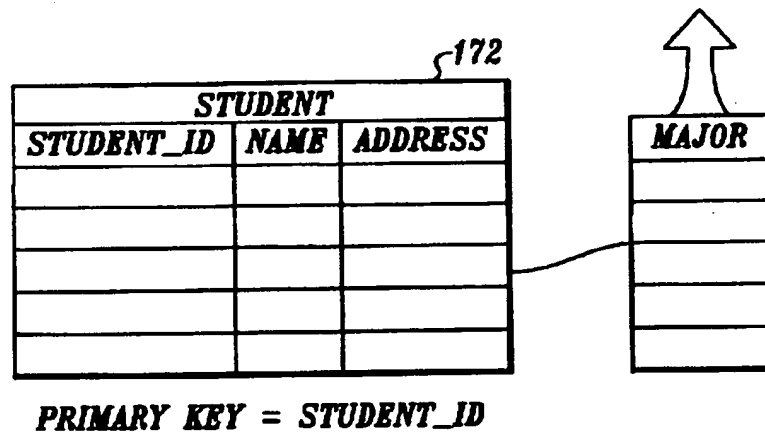 172
STUDENT
STUDENT_ID NAME ADDRESS
MAJOR
PRIMARY KEY = STUDENT_ID